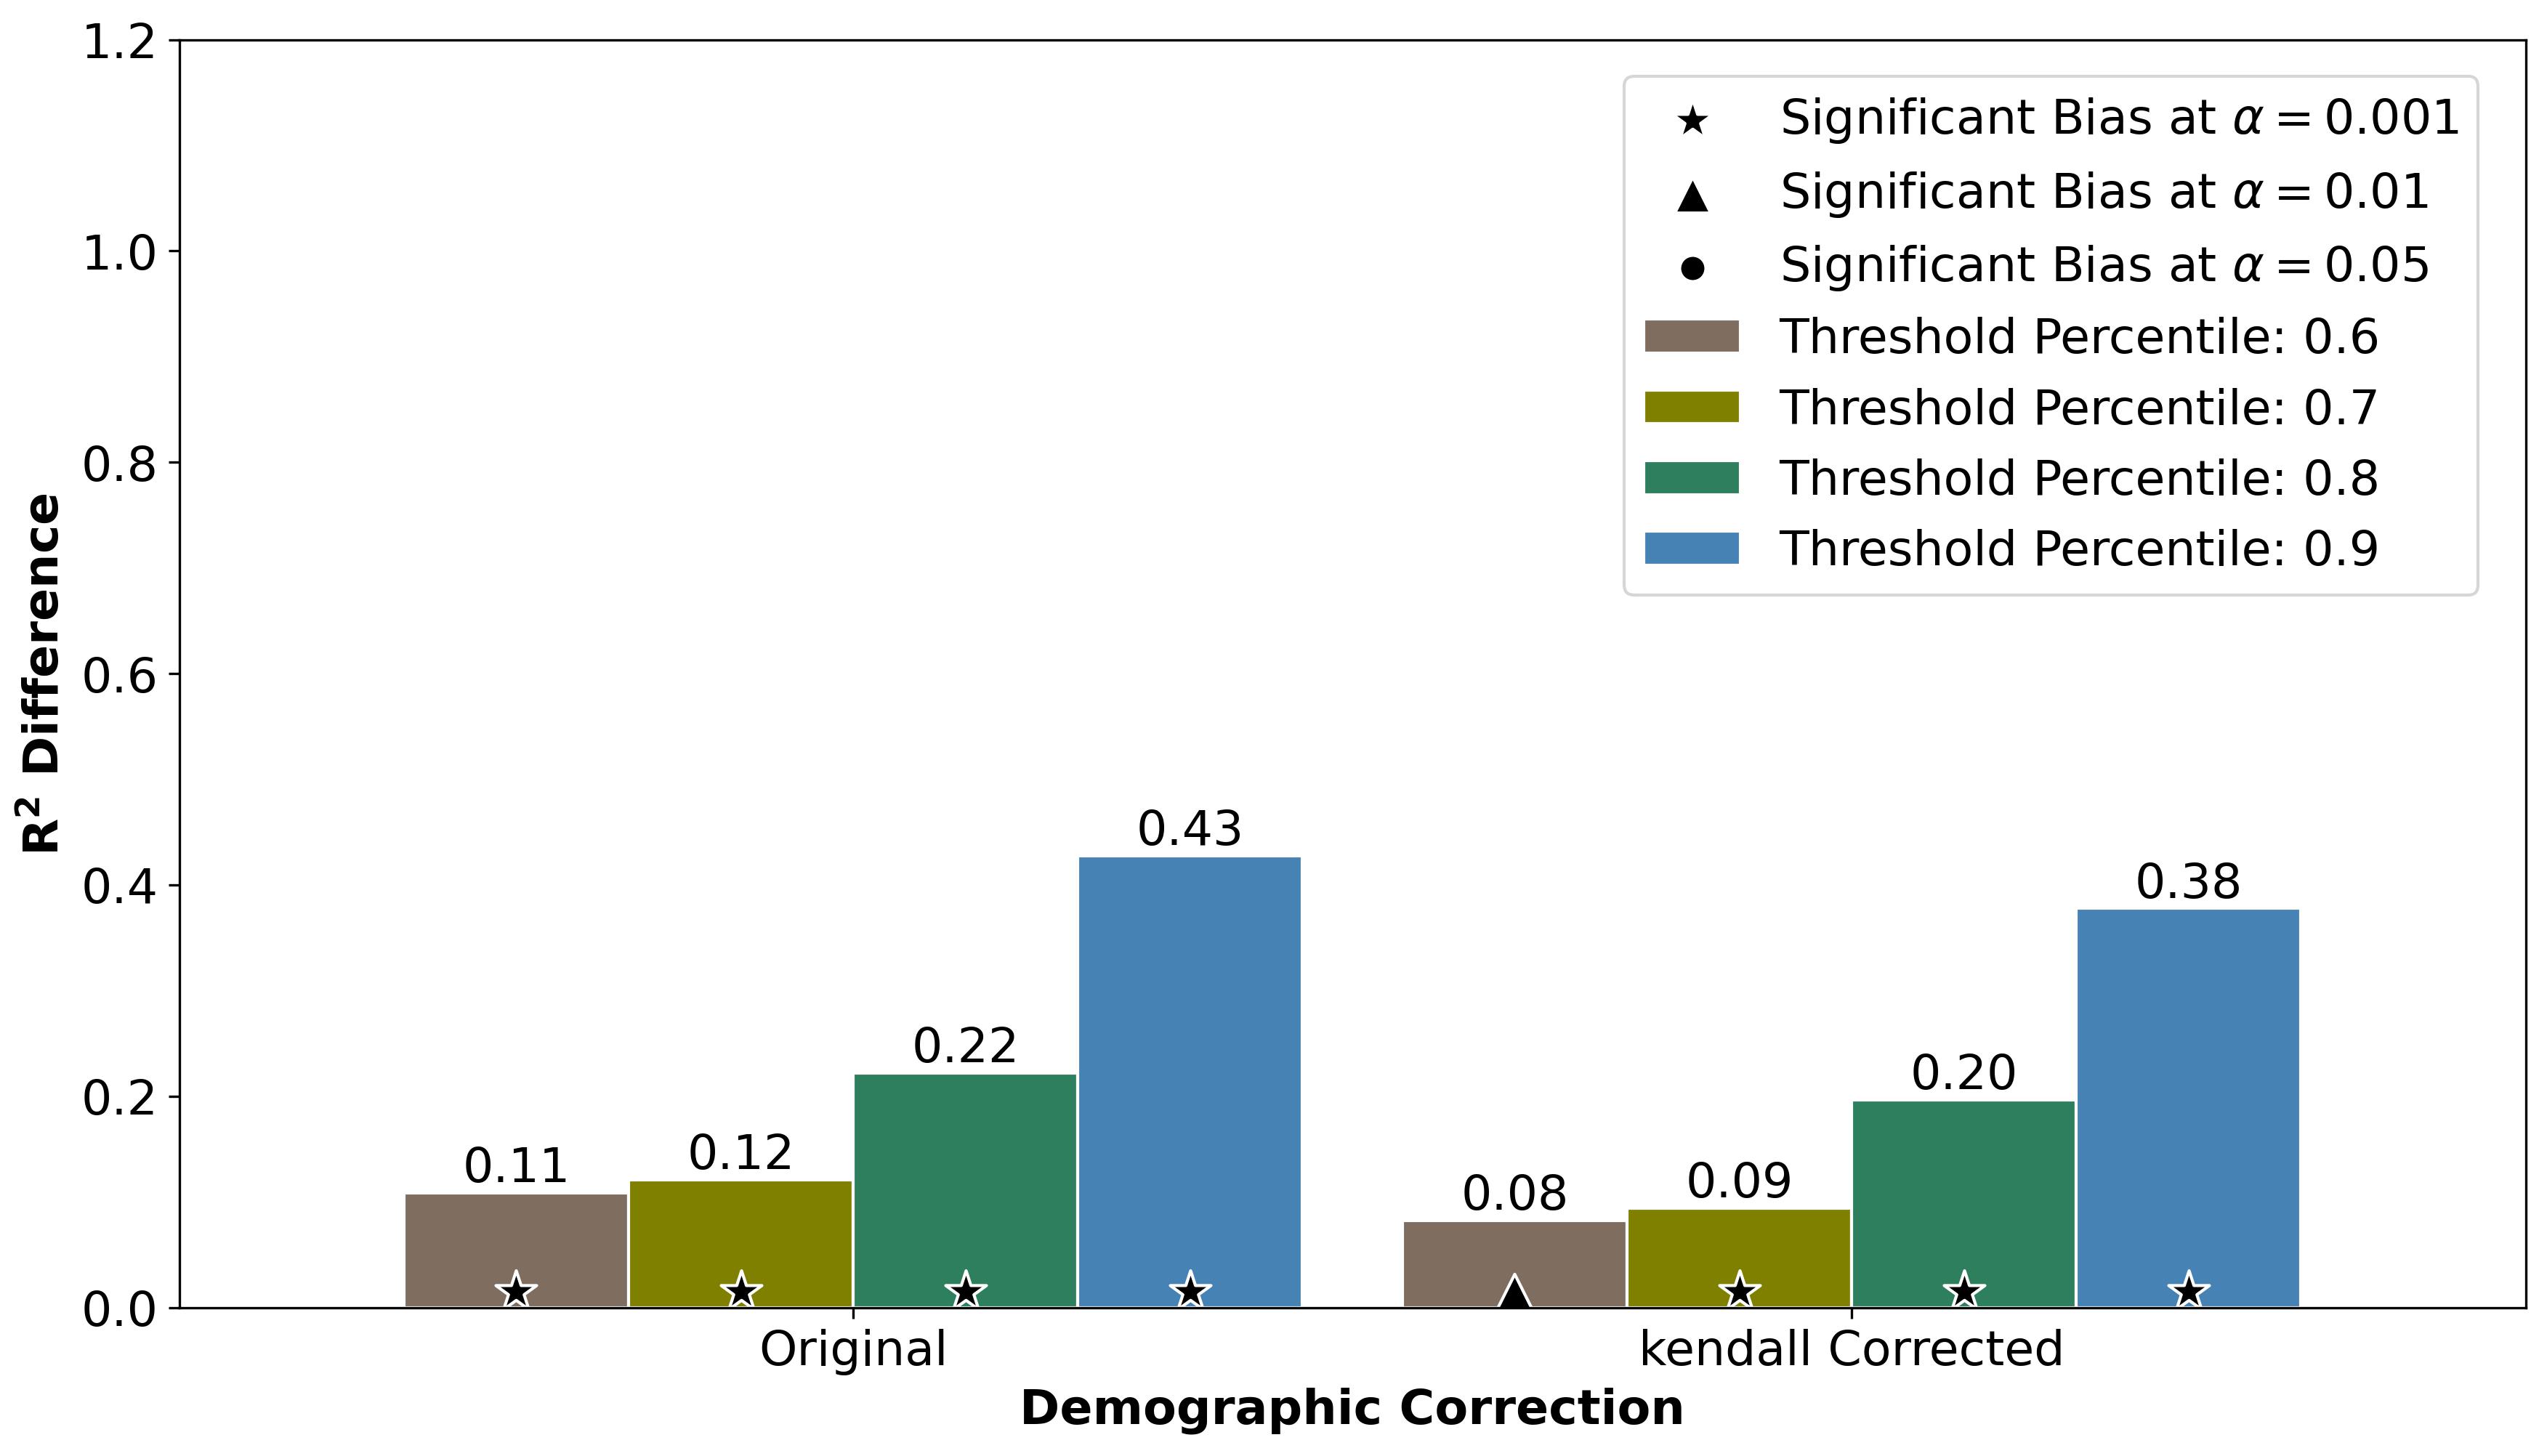 1.2
1.0
0.8
0.6
0.4
0.2
0.0
R² Difference
★ Significant Bias at α = 0.001
▲ Significant Bias at α = 0.01
● Significant Bias at α = 0.05
Threshold Percentile: 0.6
Threshold Percentile: 0.7
Threshold Percentile: 0.8
Threshold Percentile: 0.9
0.11
0.12
0.22
0.43
0.08
0.09
0.20
0.38
Original
kendall Corrected
Demographic Correction